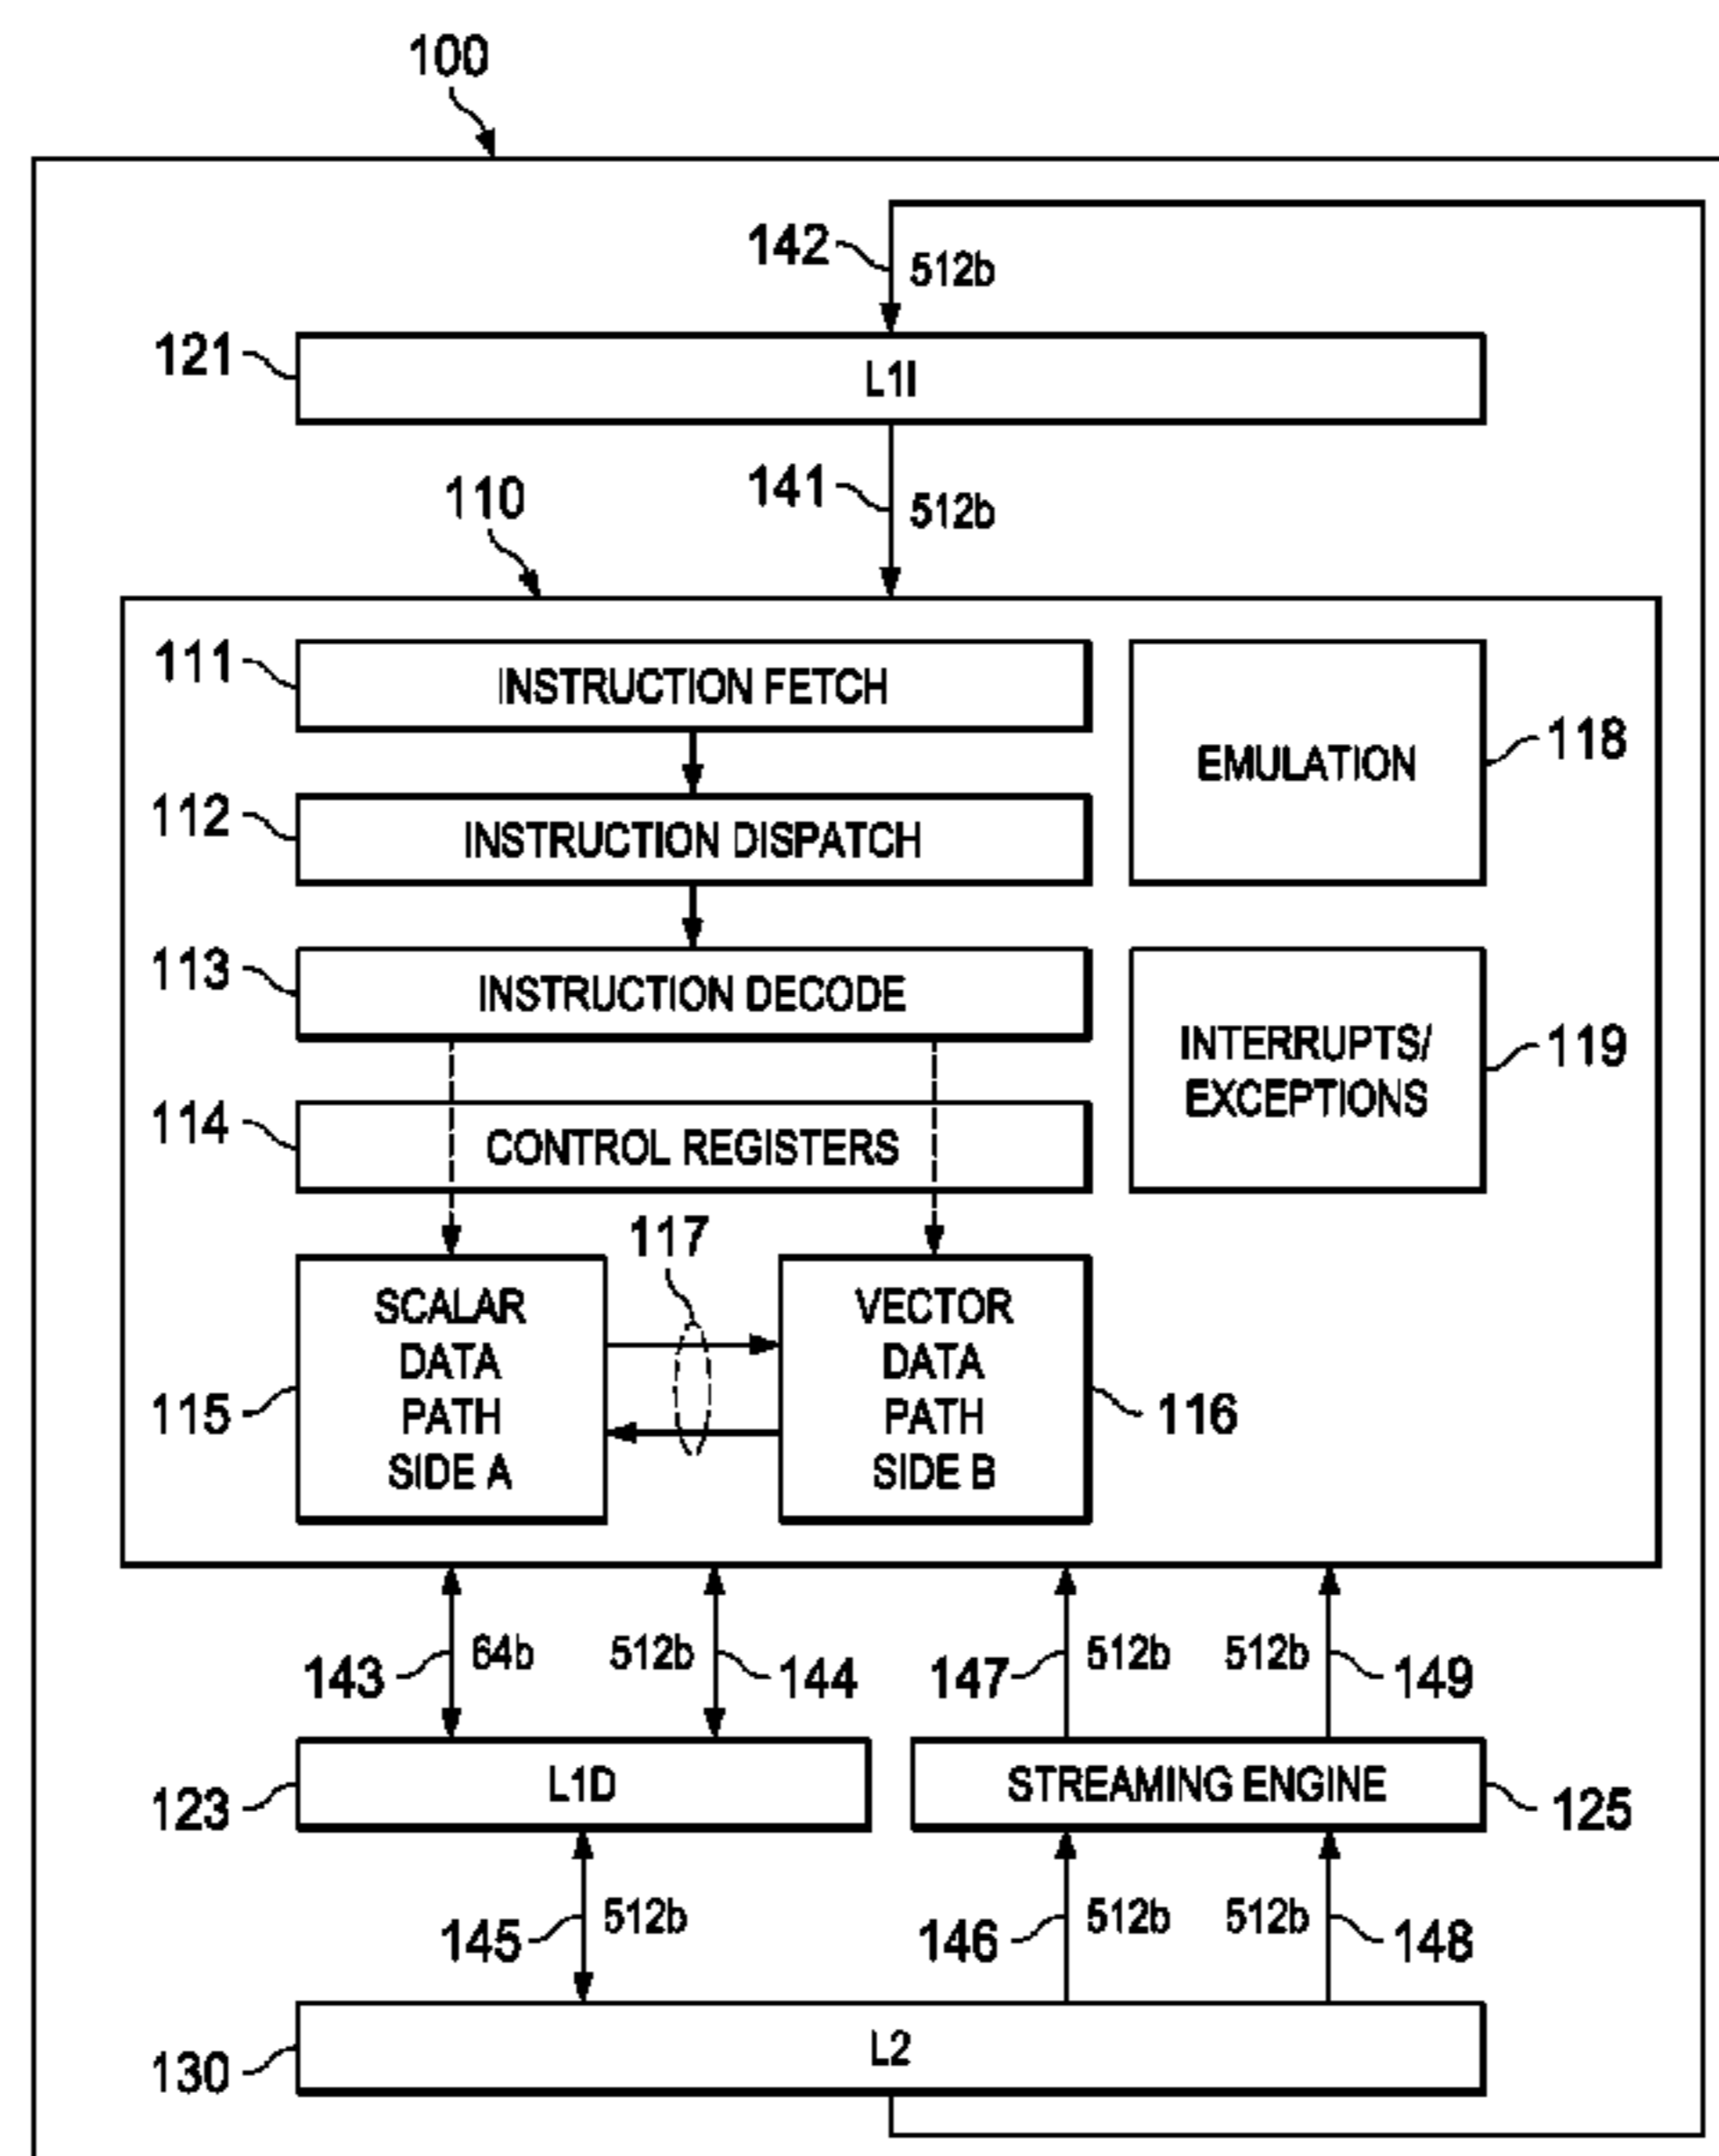 100
142
512b
121
L1I
141
512b
110
111
INSTRUCTION FETCH
EMULATION
118
112
INSTRUCTION DISPATCH
113
INSTRUCTION DECODE
INTERRUPTS/
EXCEPTIONS
119
114
CONTROL REGISTERS
117
SCALAR
DATA
PATH
SIDE A
115
VECTOR
DATA
PATH
SIDE B
116
143
64b
512b
144
147
512b
512b
149
123
L1D
STREAMING ENGINE
125
145
512b
146
512b
512b
148
130
L2